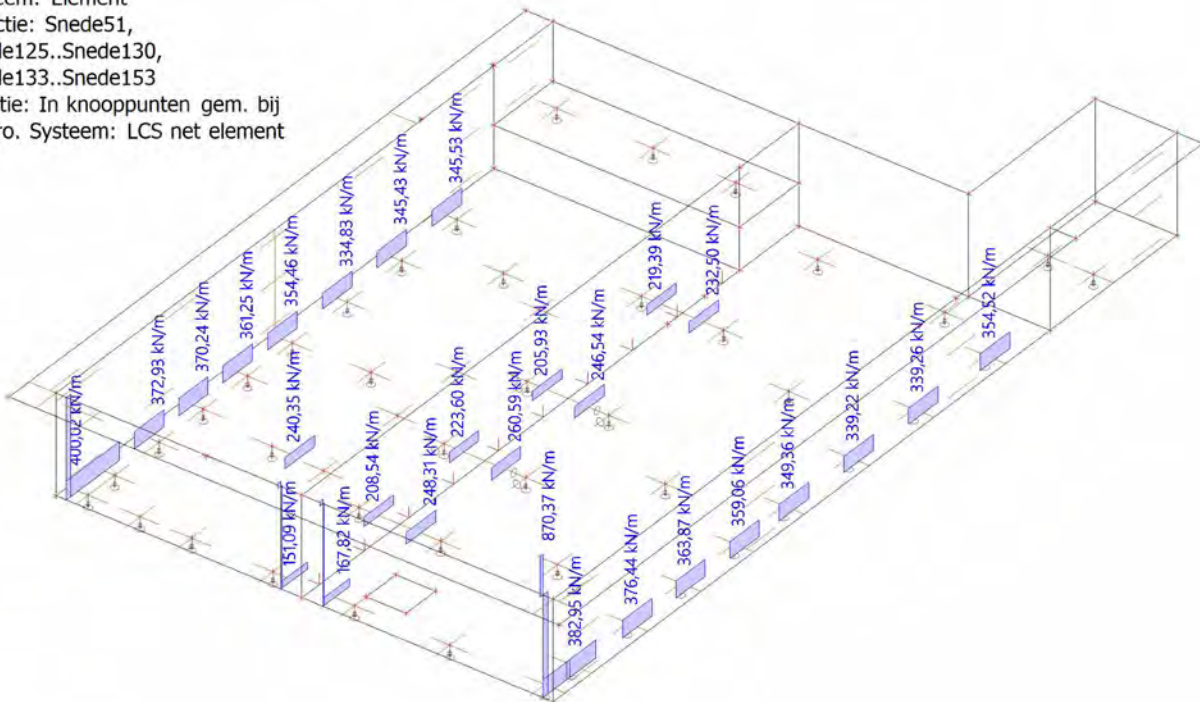 eem: Element
ctie: Snede51,
de125..Snede130,
de133..Snede153
tie: In knooppunten gem. bij
ro. Systeem: LCS net element
345,53 kN/m
345,43 kN/m
334,83 kN/m
354,46 kN/m
361,25 kN/m
370,24 kN/m
372,93 kN/m
400,02 kN/m
240,35 kN/m
219,39 kN/m
232,50 kN/m
205,93 kN/m
246,54 kN/m
223,60 kN/m
260,59 kN/m
208,54 kN/m
248,31 kN/m
151,09 kN/m
167,82 kN/m
870,37 kN/m
354,52 kN/m
339,26 kN/m
339,22 kN/m
349,36 kN/m
359,06 kN/m
363,87 kN/m
376,44 kN/m
382,95 kN/m